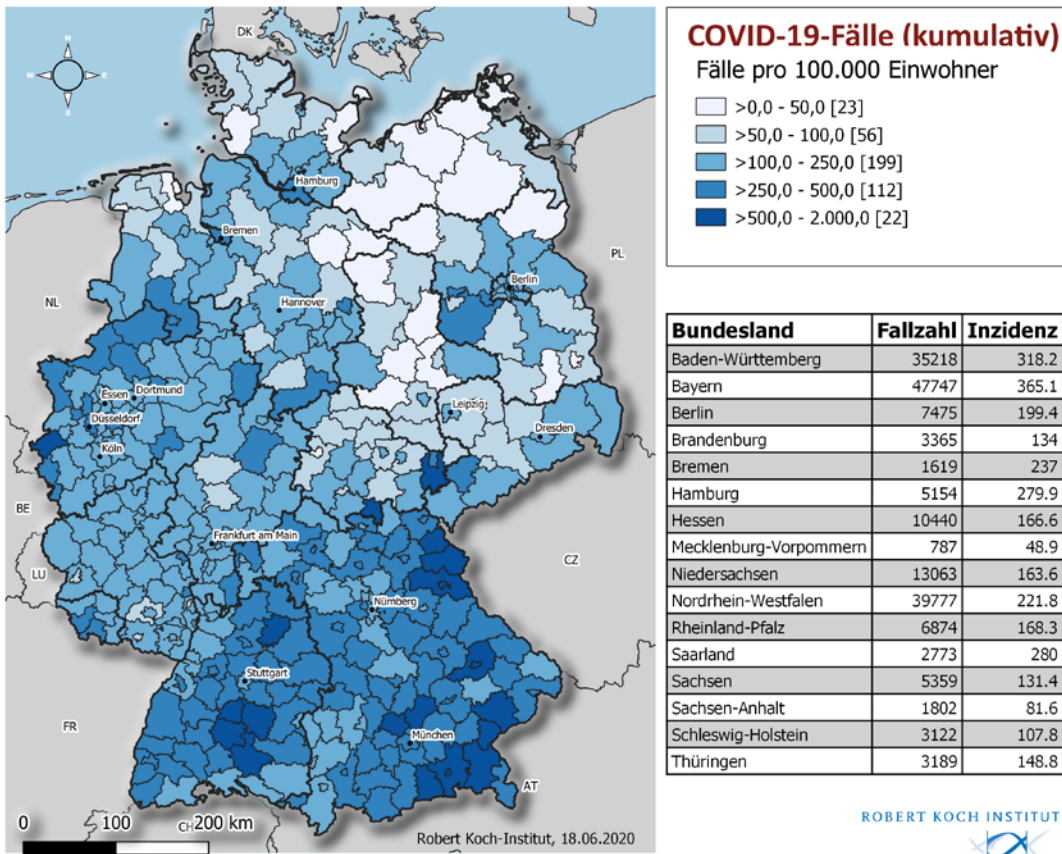 COVID-19-Fälle (kumulativ)
Fälle pro 100.000 Einwohner
>0,0 - 50,0 [23]
>50,0 - 100,0 [56]
>100,0 - 250,0 [199]
>250,0 - 500,0 [112]
>500,0 - 2.000,0 [22]
N
W E
S
DK
Hamburg
Bremen
PL
Berlin
NL
Hannover
Essen Dortmund
Düsseldorf
Leipzig
Dresden
Köln
BE
Frankfurt am Main
CZ
LU
Nürnberg
Stuttgart
FR
München
AT
0 100 200 km
CH
Robert Koch-Institut, 18.06.2020
Bundesland Fallzahl Inzidenz
Baden-Württemberg 35218 318.2
Bayern 47747 365.1
Berlin 7475 199.4
Brandenburg 3365 134
Bremen 1619 237
Hamburg 5154 279.9
Hessen 10440 166.6
Mecklenburg-Vorpommern 787 48.9
Niedersachsen 13063 163.6
Nordrhein-Westfalen 39777 221.8
Rheinland-Pfalz 6874 168.3
Saarland 2773 280
Sachsen 5359 131.4
Sachsen-Anhalt 1802 81.6
Schleswig-Holstein 3122 107.8
Thüringen 3189 148.8
ROBERT KOCH INSTITUT